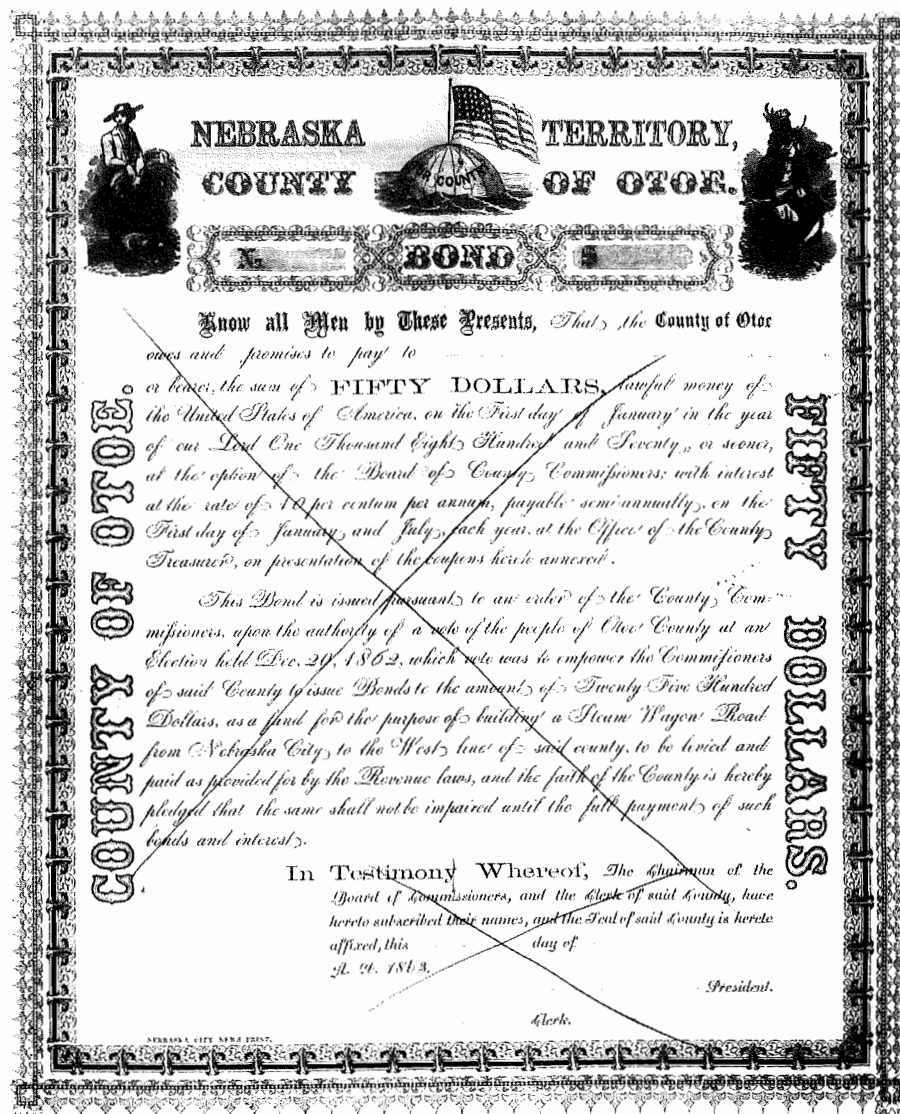 NEBRASKA TERRITORY,
COUNTY OF OTOE.
OUR COUNTRY
No. BOND $
Know all Men by These Presents, That the County of Otoe
owes and promises to pay to
or bearer, the sum of FIFTY DOLLARS, lawful money of
the United States of America, on the First day of January in the year
of our Lord One Thousand Eight Hundred and Seventy, or sooner,
at the option of the Board of County Commissioners; with interest
at the rate of 10 per centum per annum, payable semi-annually, on the
First day of January and July, each year, at the Office of the County
Treasurer, on presentation of the coupons hereto annexed.
This Bond is issued pursuant to an order of the County Com-
missioners, upon the authority of a vote of the people of Otoe County at an
Election held Dec. 20, 1862, which vote was to empower the Commissioners
of said County to issue Bonds to the amount of Twenty Five Hundred
Dollars, as a fund for the purpose of building a Steam Wagon Road
from Nebraska City to the West line of said county, to be levied and
paid as provided for by the Revenue laws, and the faith of the County is hereby
pledged that the same shall not be impaired until the full payment of such
bonds and interest.
In Testimony Whereof, The Chairman of the
Board of Commissioners, and the Clerk of said County, have
hereto subscribed their names, and the Seal of said County is hereto
affixed, this day of
A. D. 1863.
President.
Clerk.
NEBRASKA CITY NEWS PRINT.
COUNTY OF OTOE.
FIFTY DOLLARS.